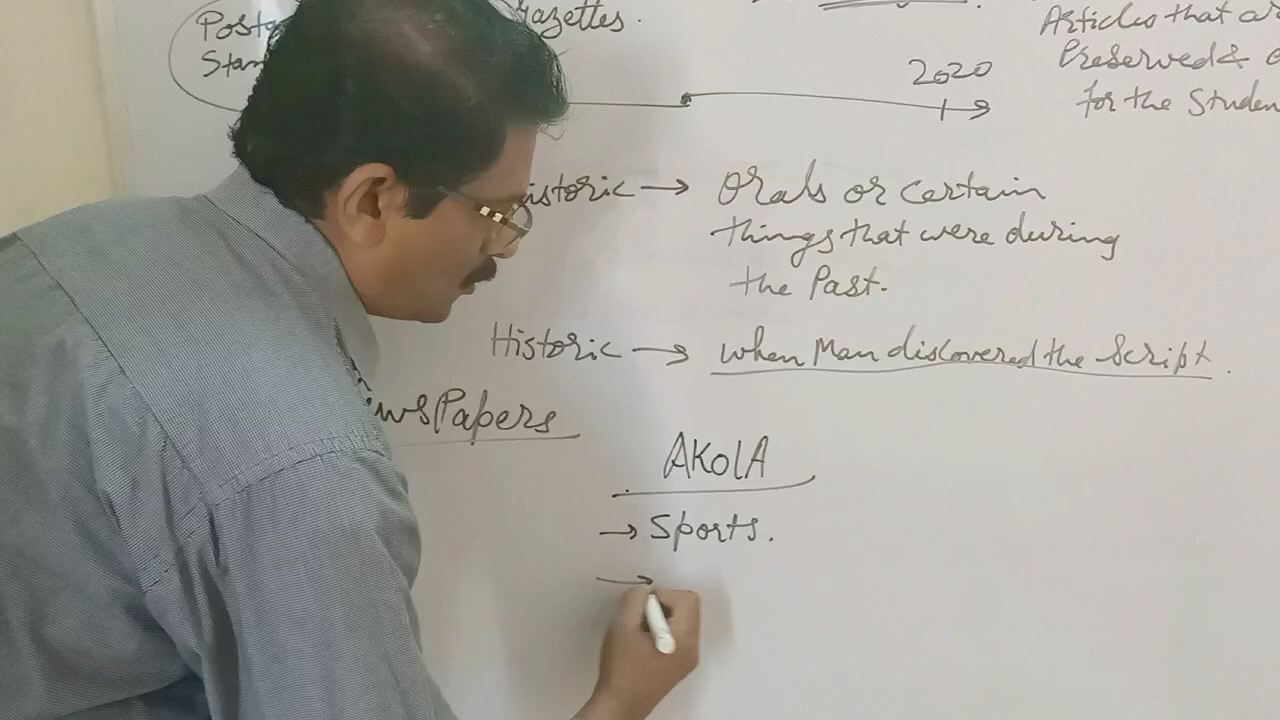 gazettes.
2020
Articles that
Preserved &
for the
istoric → Orals or certain
things that were during
the Past.
Historic → when Man discovered the Script.
wsPapers
AKolA
→ Sports.
→